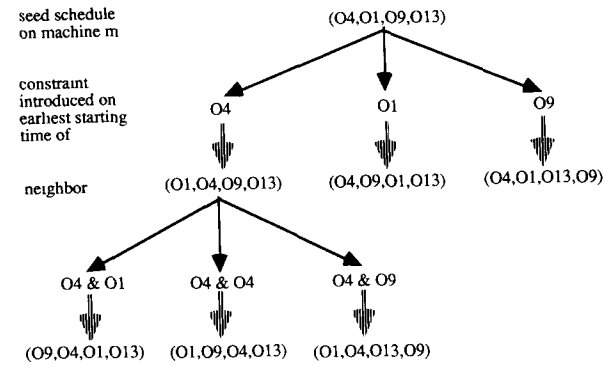 seed schedule
on machine m
(O4,O1,O9,O13)
constraint
introduced on
earhest starting
time of
O4
O1
O9
neıghbor
(O1,O4,O9,O13)
(O4,O9,O1,O13)
(O4,O1,O13,O9)
O4 & O1
O4 & O4
O4 & O9
(O9,O4,O1,O13)
(O1,O9,O4,O13)
(O1,O4,O13,O9)